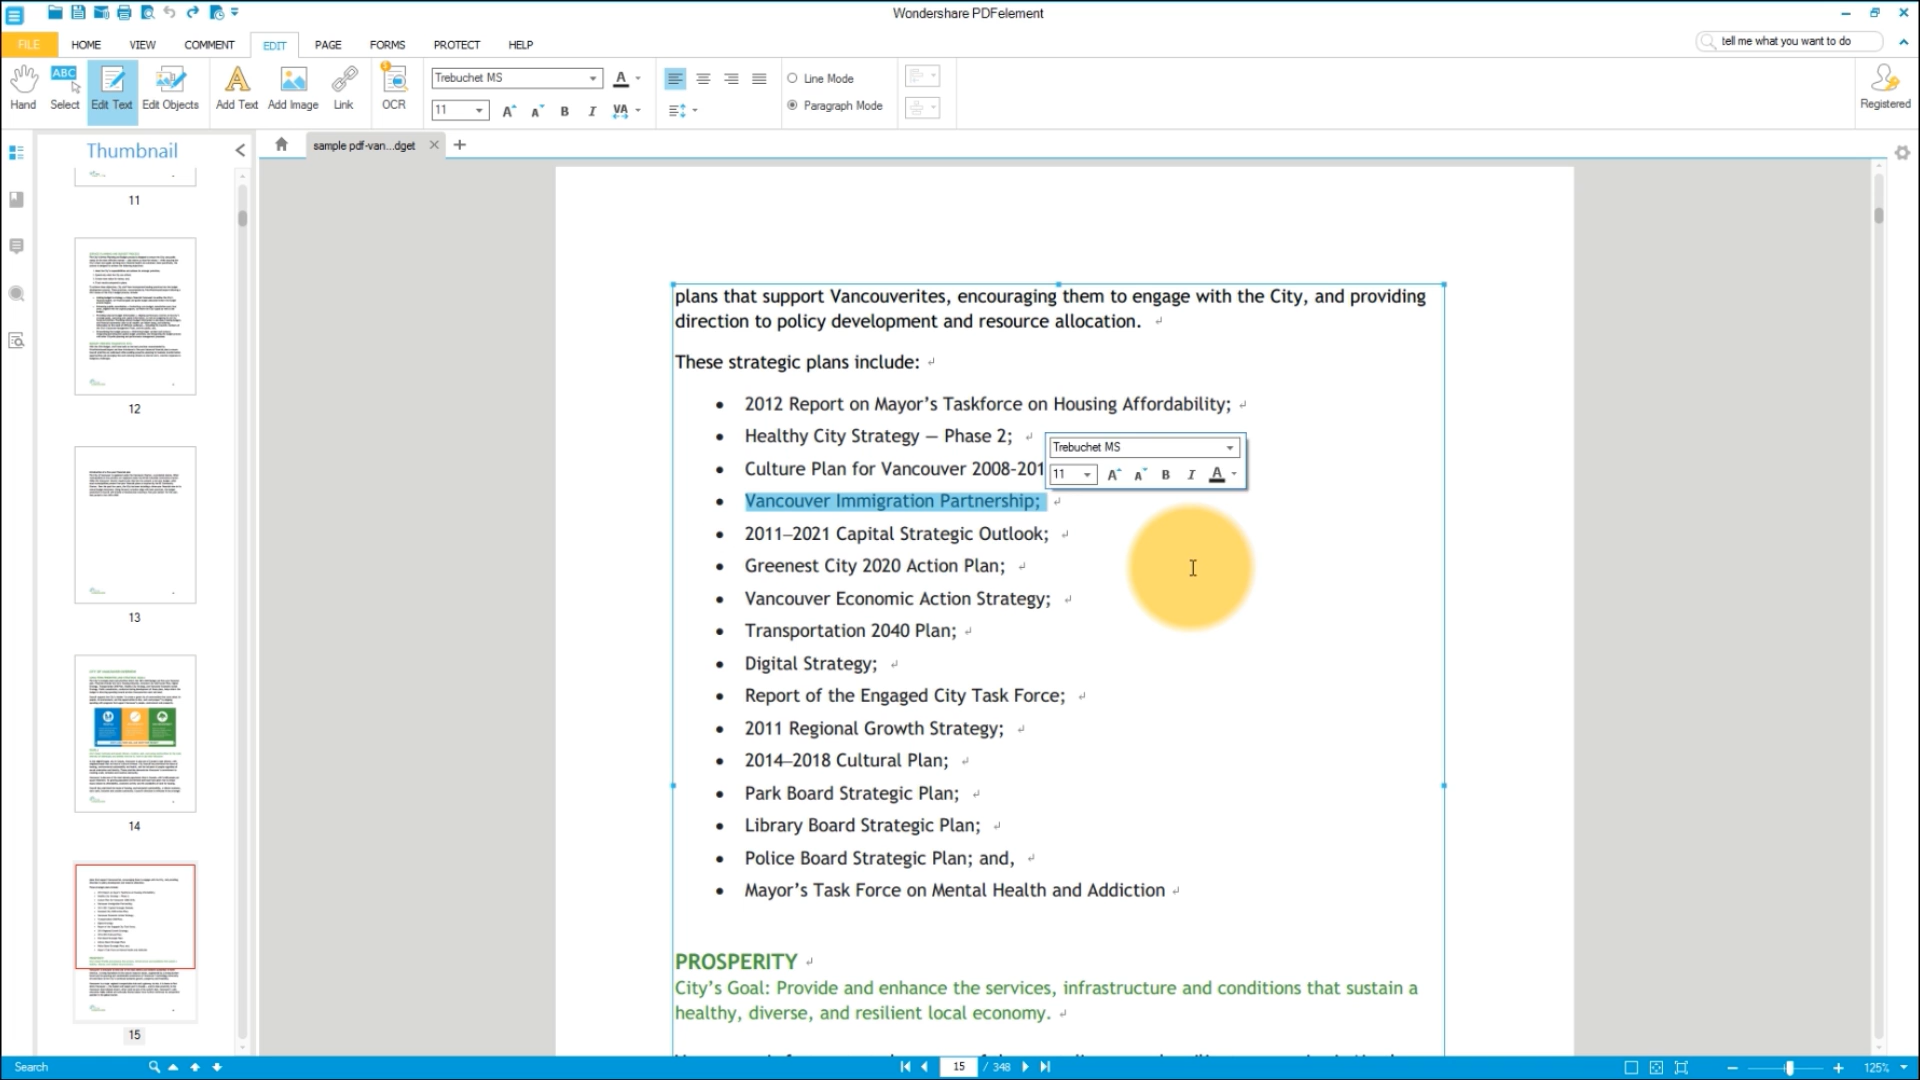 Wondershare PDFelement
FILE HOME VIEW COMMENT EDIT PAGE FORMS PROTECT HELP
tell me what you want to do
Hand
ABC
Select
Edit Text
Edit Objects
Add Text
Add Image
Link
OCR
Trebuchet MS
11
Line Mode
Paragraph Mode
Registered
Thumbnail
sample pdf-van...dget
11
12
13
14
15
plans that support Vancouverites, encouraging them to engage with the City, and providing
direction to policy development and resource allocation.
These strategic plans include:
• 2012 Report on Mayor’s Taskforce on Housing Affordability;
• Healthy City Strategy — Phase 2;
• Culture Plan for Vancouver 2008-201
Trebuchet MS
11
• Vancouver Immigration Partnership;
• 2011–2021 Capital Strategic Outlook;
• Greenest City 2020 Action Plan;
• Vancouver Economic Action Strategy;
• Transportation 2040 Plan;
• Digital Strategy;
• Report of the Engaged City Task Force;
• 2011 Regional Growth Strategy;
• 2014–2018 Cultural Plan;
• Park Board Strategic Plan;
• Library Board Strategic Plan;
• Police Board Strategic Plan; and,
• Mayor’s Task Force on Mental Health and Addiction
PROSPERITY
City’s Goal: Provide and enhance the services, infrastructure and conditions that sustain a
healthy, diverse, and resilient local economy.
Search
15 / 348
125%